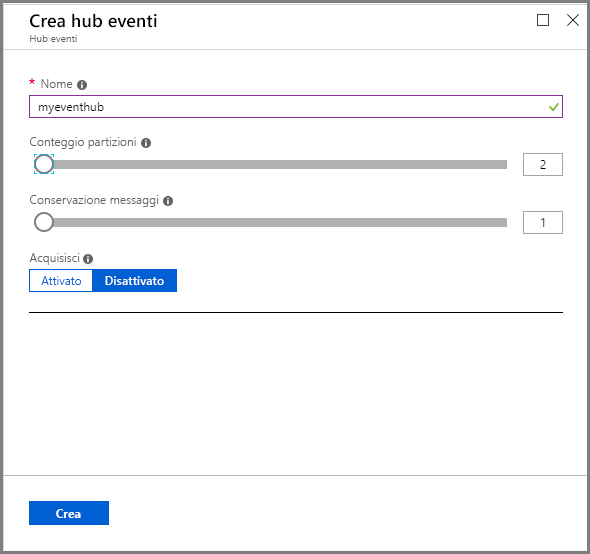 Crea hub eventi
Hub eventi
* Nome
myeventhub
Conteggio partizioni
2
Conservazione messaggi
1
Acquisisci
Attivato Disattivato
Crea